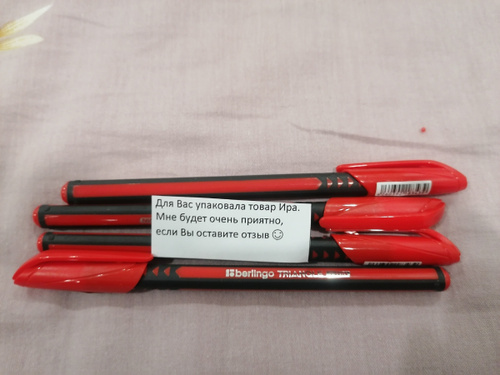 Для Вас упаковала товар Ира.
Мне будет очень приятно,
если Вы оставите отзыв ☺
berlingo